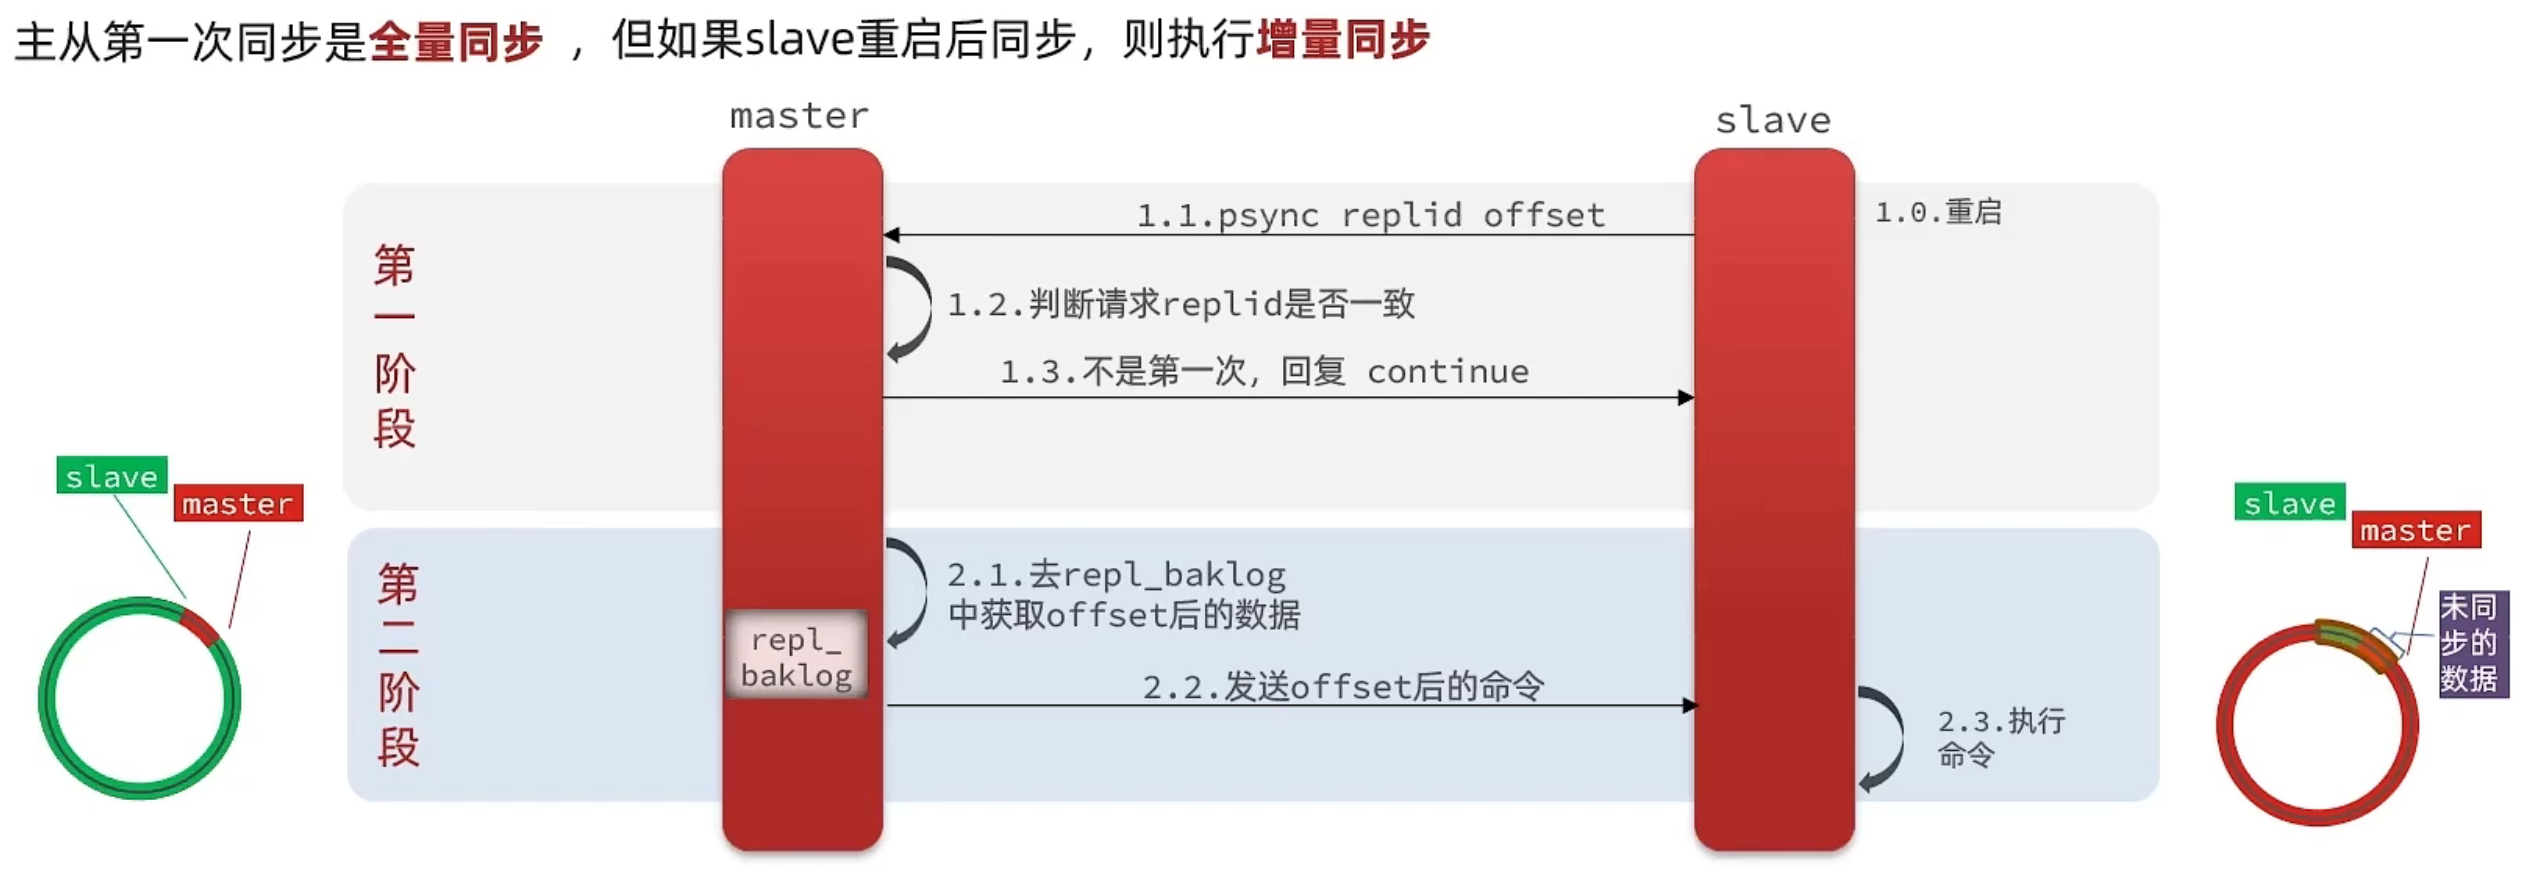 主从第一次同步是全量同步 ，但如果slave重启后同步，则执行增量同步
master
slave
第一阶段
1.0.重启
1.1.psync replid offset
1.2.判断请求replid是否一致
1.3.不是第一次，回复 continue
slave
master
slave
master
未同
步的
数据
第二阶段
2.1.去repl_baklog
中获取offset后的数据
repl_
baklog
2.2.发送offset后的命令
2.3.执行
命令